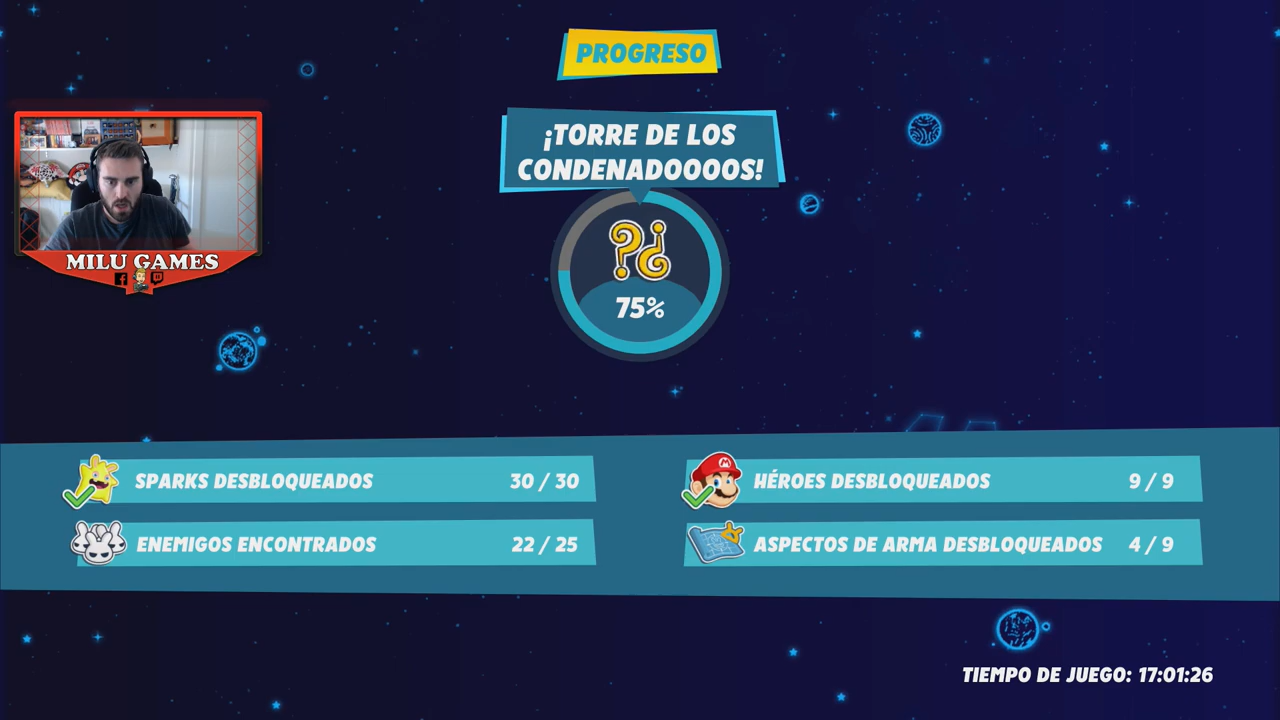 PROGRESO
¡TORRE DE LOS
CONDENADOOOOS!
?¿
75%
MILU GAMES
SPARKS DESBLOQUEADOS 30 / 30
HÉROES DESBLOQUEADOS 9 / 9
ENEMIGOS ENCONTRADOS 22 / 25
ASPECTOS DE ARMA DESBLOQUEADOS 4 / 9
TIEMPO DE JUEGO: 17:01:26